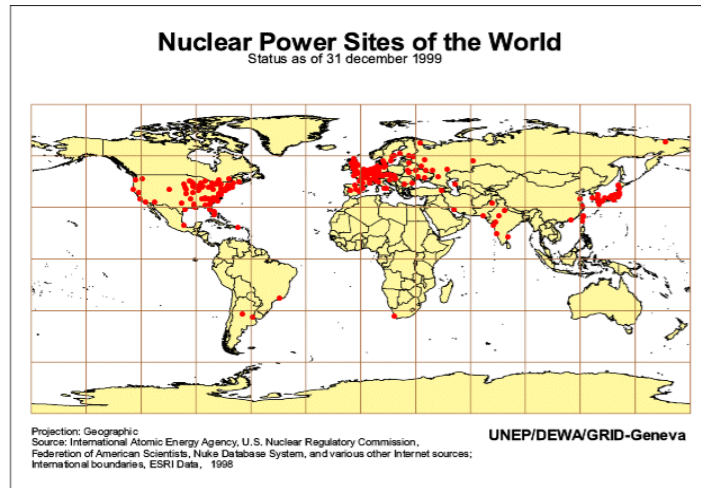 Nuclear Power Sites of the World
Status as of 31 december 1999
Projection: Geographic
Source: International Atomic Energy Agency, U.S. Nuclear Regulatory Commission,
Federation of American Scientists, Nuke Database System, and various other Internet sources;
International boundaries, ESRI Data, 1998
UNEP/DEWA/GRID-Geneva